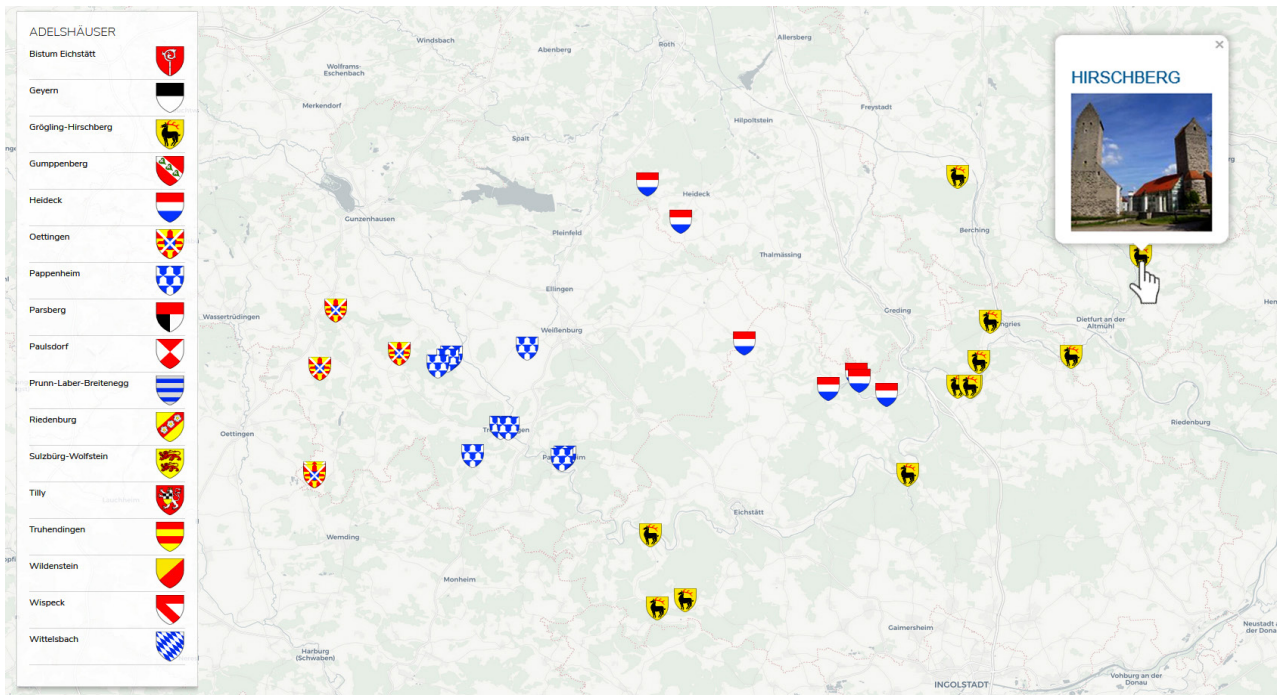 ADELSHÄUSER
Bistum Eichstätt
Geyern
Grögling-Hirschberg
Gumppenberg
Heideck
Oettingen
Pappenheim
Parsberg
Paulsdorf
Prunn-Laber-Breitenegg
Riedenburg
Sulzbürg-Wolfstein
Tilly
Truhendingen
Wildenstein
Wispeck
Wittelsbach
HIRSCHBERG
×
Windsbach
Abenberg
Roth
Allersberg
Wolframs-
Eschenbach
Merkendorf
Freystadt
Hilpoltstein
Spalt
Heideck
Gunzenhausen
Pleinfeld
Berching
Thalmässing
Ellingen
Wassertrüdingen
Weißenburg
Greding
Dietfurt an der
Altmühl
Oettingen
Riedenburg
Eichstätt
Wemding
Monheim
Gaimersheim
Neustadt a
der Dona
Harburg
(Schwaben)
INGOLSTADT
Vohburg an der
Donau